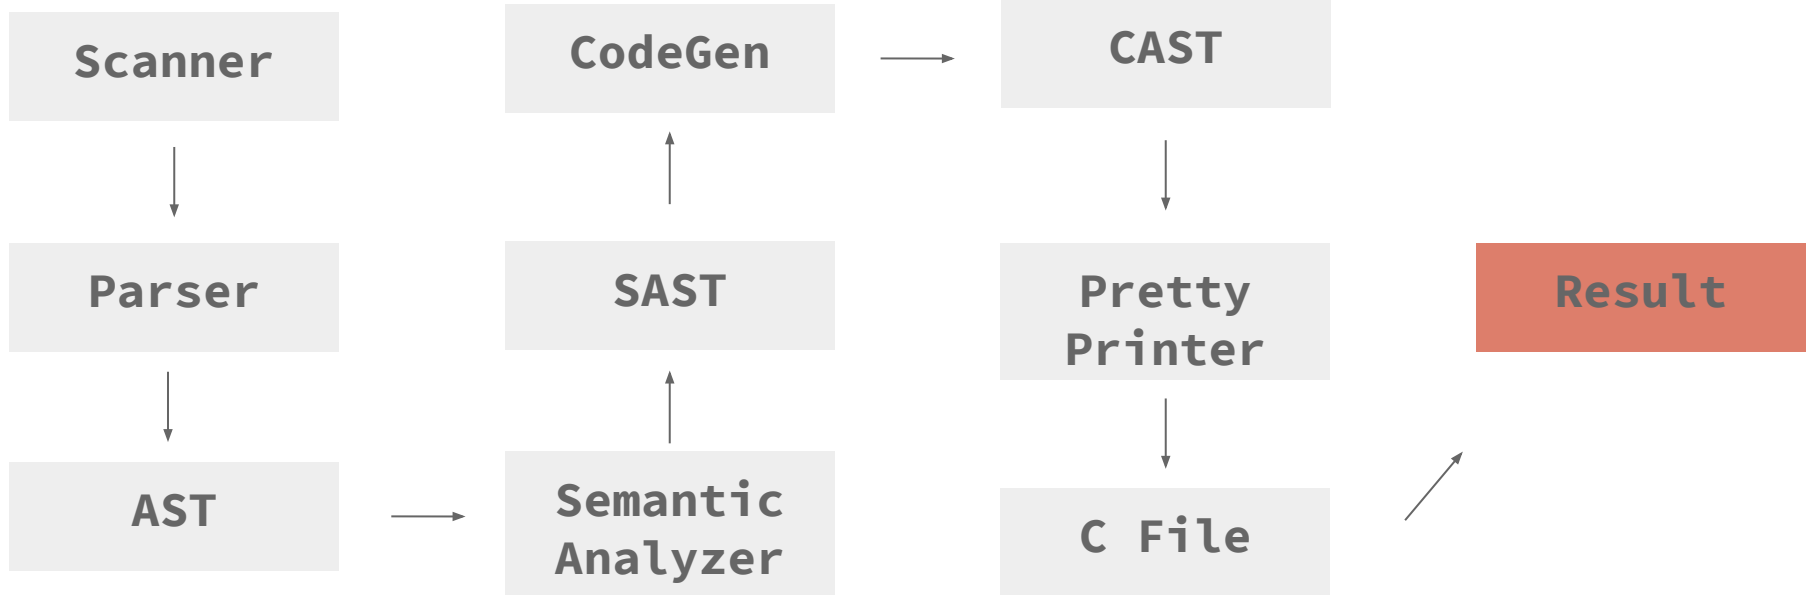 Scanner
Parser
AST
Semantic
Analyzer
SAST
CodeGen
CAST
Pretty
Printer
C File
Result